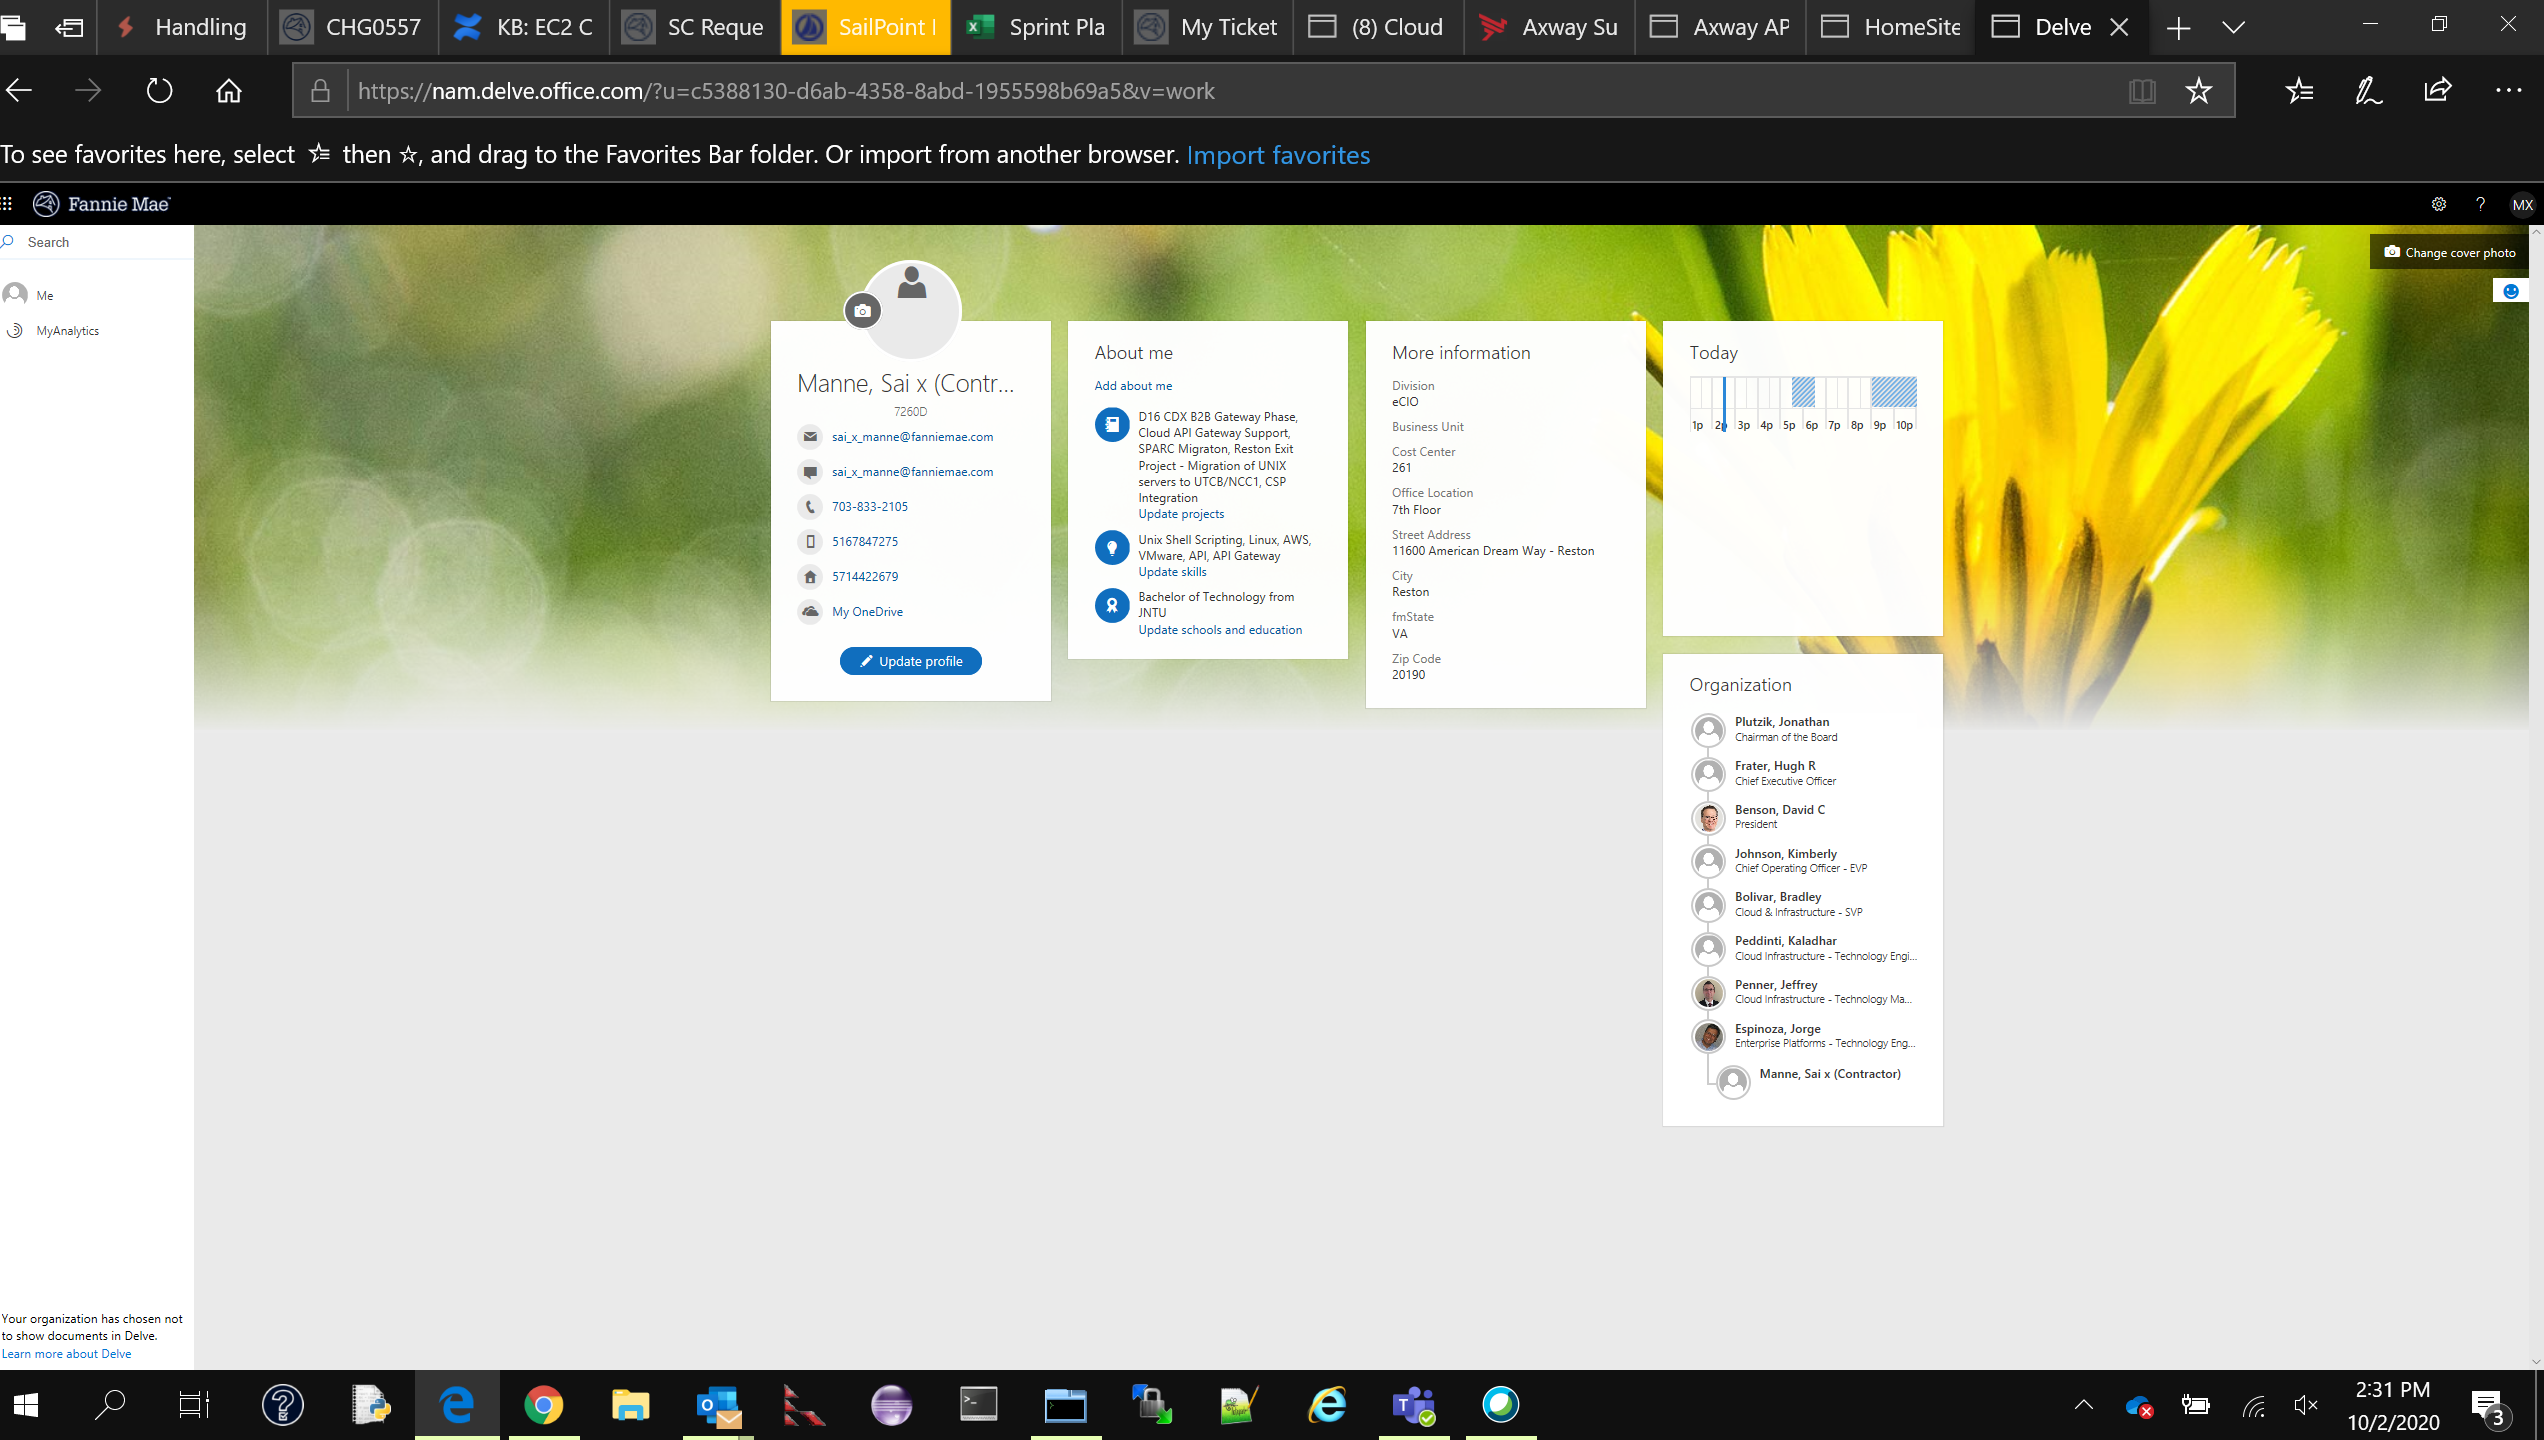 Handling
CHG0557
KB: EC2 C
SC Reque
SailPoint I
Sprint Pla
My Ticket
(8) Cloud
Axway Su
Axway AP
HomeSite
Delve
https://nam.delve.office.com/?u=c5388130-d6ab-4358-8abd-1955598b69a5&v=work
To see favorites here, select then ☆, and drag to the Favorites Bar folder. Or import from another browser. Import favorites
Fannie Mae
? MX
Search
Me
MyAnalytics
Change cover photo
Manne, Sai x (Contr...
7260D
sai_x_manne@fanniemae.com
sai_x_manne@fanniemae.com
703-833-2105
5167847275
5714422679
My OneDrive
Update profile
About me
Add about me
D16 CDX B2B Gateway Phase,
Cloud API Gateway Support,
SPARC Migraton, Reston Exit
Project - Migration of UNIX
servers to UTCB/NCC1, CSP
Integration
Update projects
Unix Shell Scripting, Linux, AWS,
VMware, API, API Gateway
Update skills
Bachelor of Technology from
JNTU
Update schools and education
More information
Division
eCIO
Business Unit
Cost Center
261
Office Location
7th Floor
Street Address
11600 American Dream Way - Reston
City
Reston
fmState
VA
Zip Code
20190
Today
1p 2p 3p 4p 5p 6p 7p 8p 9p 10p
Organization
Plutzik, Jonathan
Chairman of the Board
Frater, Hugh R
Chief Executive Officer
Benson, David C
President
Johnson, Kimberly
Chief Operating Officer - EVP
Bolivar, Bradley
Cloud & Infrastructure - SVP
Peddinti, Kaladhar
Cloud Infrastructure - Technology Engi...
Penner, Jeffrey
Cloud Infrastructure - Technology Ma...
Espinoza, Jorge
Enterprise Platforms - Technology Eng...
Manne, Sai x (Contractor)
Your organization has chosen not
to show documents in Delve.
Learn more about Delve
2:31 PM
10/2/2020
3